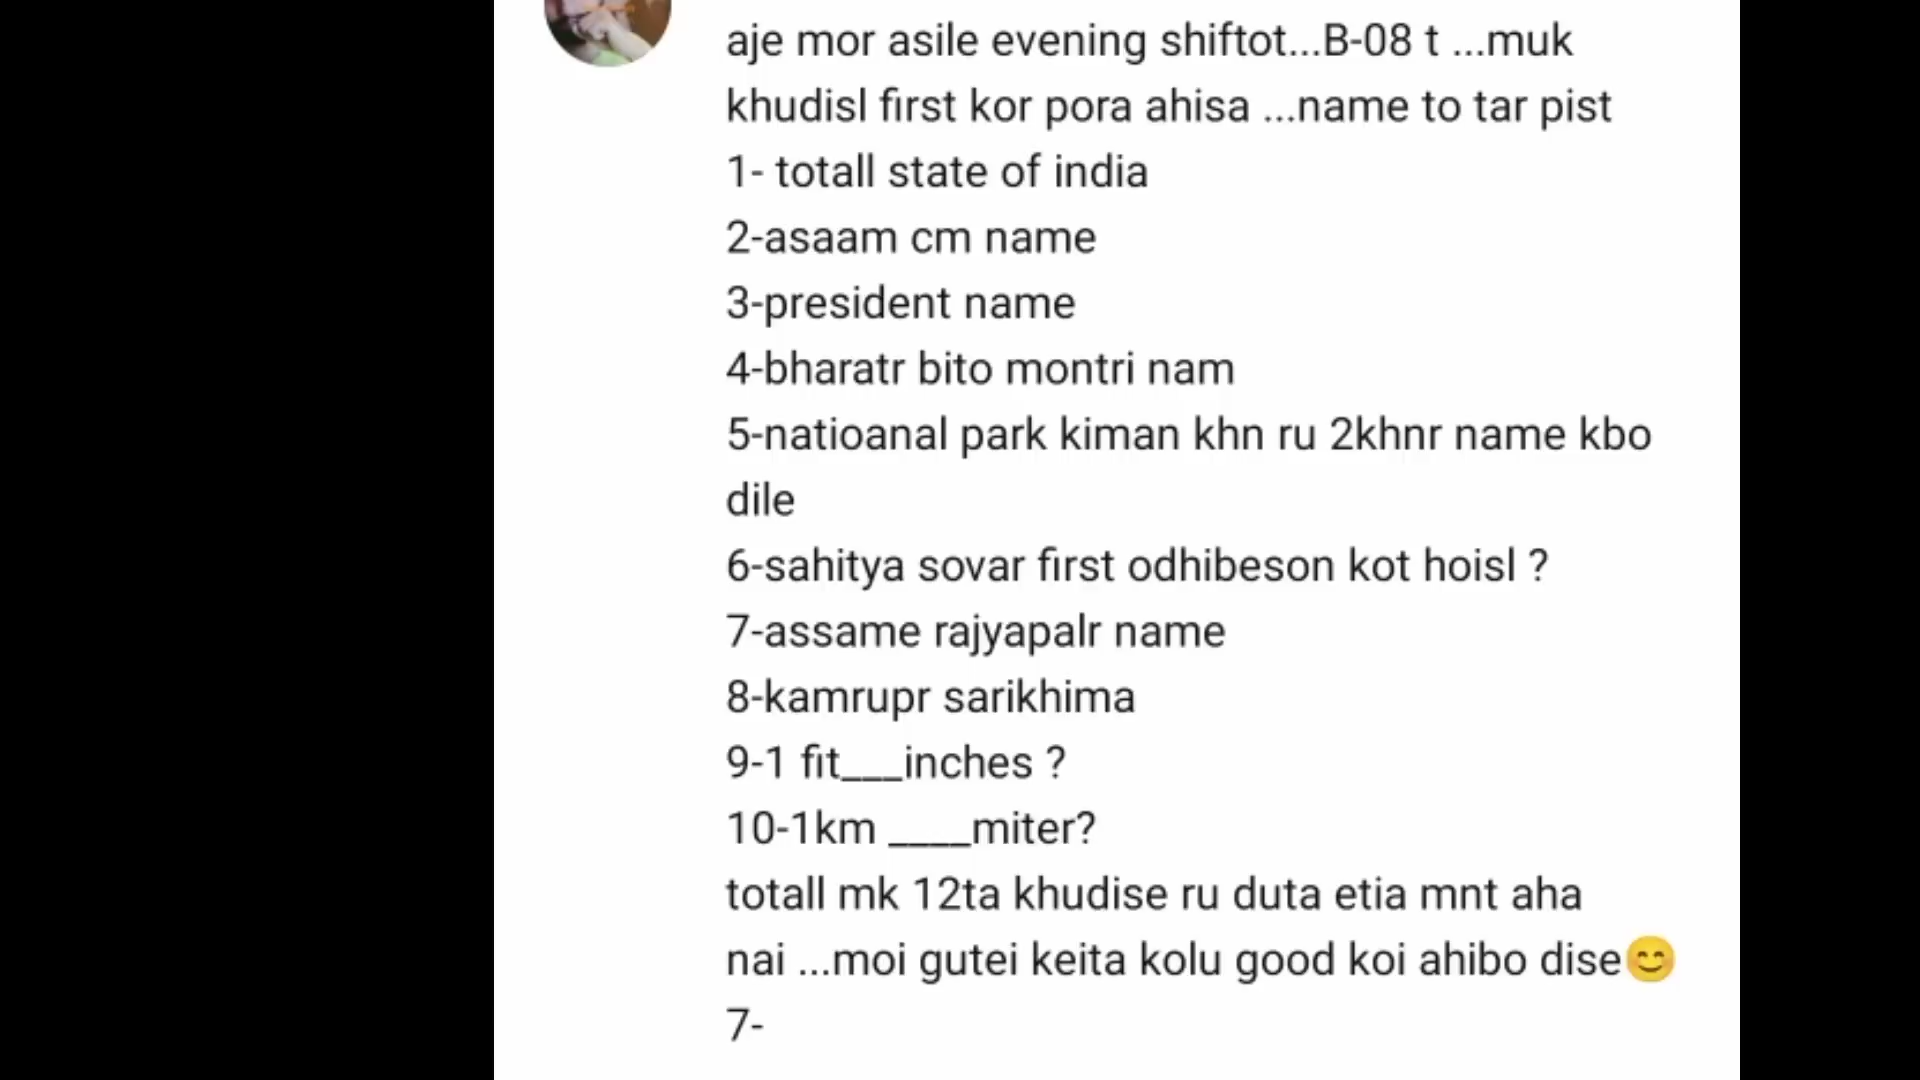 aje mor asile evening shiftot...B-08 t ...muk
khudisl first kor pora ahisa ...name to tar pist
1- totall state of india
2-asaam cm name
3-president name
4-bharatr bito montri nam
5-natioanal park kiman khn ru 2khnr name kbo
dile
6-sahitya sovar first odhibeson kot hoisl ?
7-assame rajyapalr name
8-kamrupr sarikhima
9-1 fit___inches ?
10-1km ____miter?
totall mk 12ta khudise ru duta etia mnt aha
nai ...moi gutei keita kolu good koi ahibo dise😊
7-